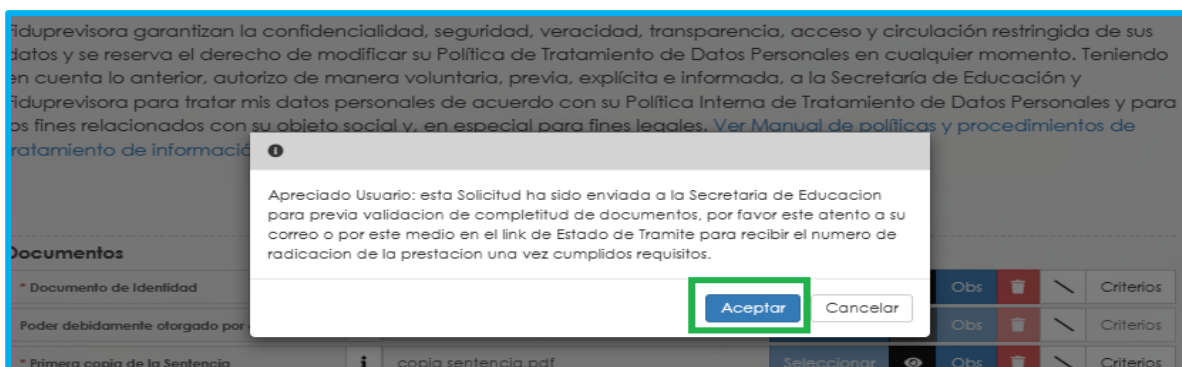 iduprevisora garantizan la confidencialidad, seguridad, veracidad, transparencia, acceso y circulación restringida de sus
datos y se reserva el derecho de modificar su Política de Tratamiento de Datos Personales en cualquier momento. Teniendo
en cuenta lo anterior, autorizo de manera voluntaria, previa, explícita e informada, a la Secretaría de Educación y
iduprevisora para tratar mis datos personales de acuerdo con su Política Interna de Tratamiento de Datos Personales y para
os fines relacionados con su objeto social y, en especial para fines legales. Ver Manual de políticas y procedimientos de
ratamiento de informació
Apreciado Usuario: esta Solicitud ha sido enviada a la Secretaria de Educacion
para previa validacion de completitud de documentos, por favor este atento a su
correo o por este medio en el link de Estado de Tramite para recibir el numero de
radicacion de la prestacion una vez cumplidos requisitos.
Aceptar Cancelar
Documentos
* Documento de Identidad Obs Criterios
Poder debidamente otorgado por Obs Criterios
* Primera copia de la Sentencia i copia sentencia.pdf Seleccionar Obs Criterios